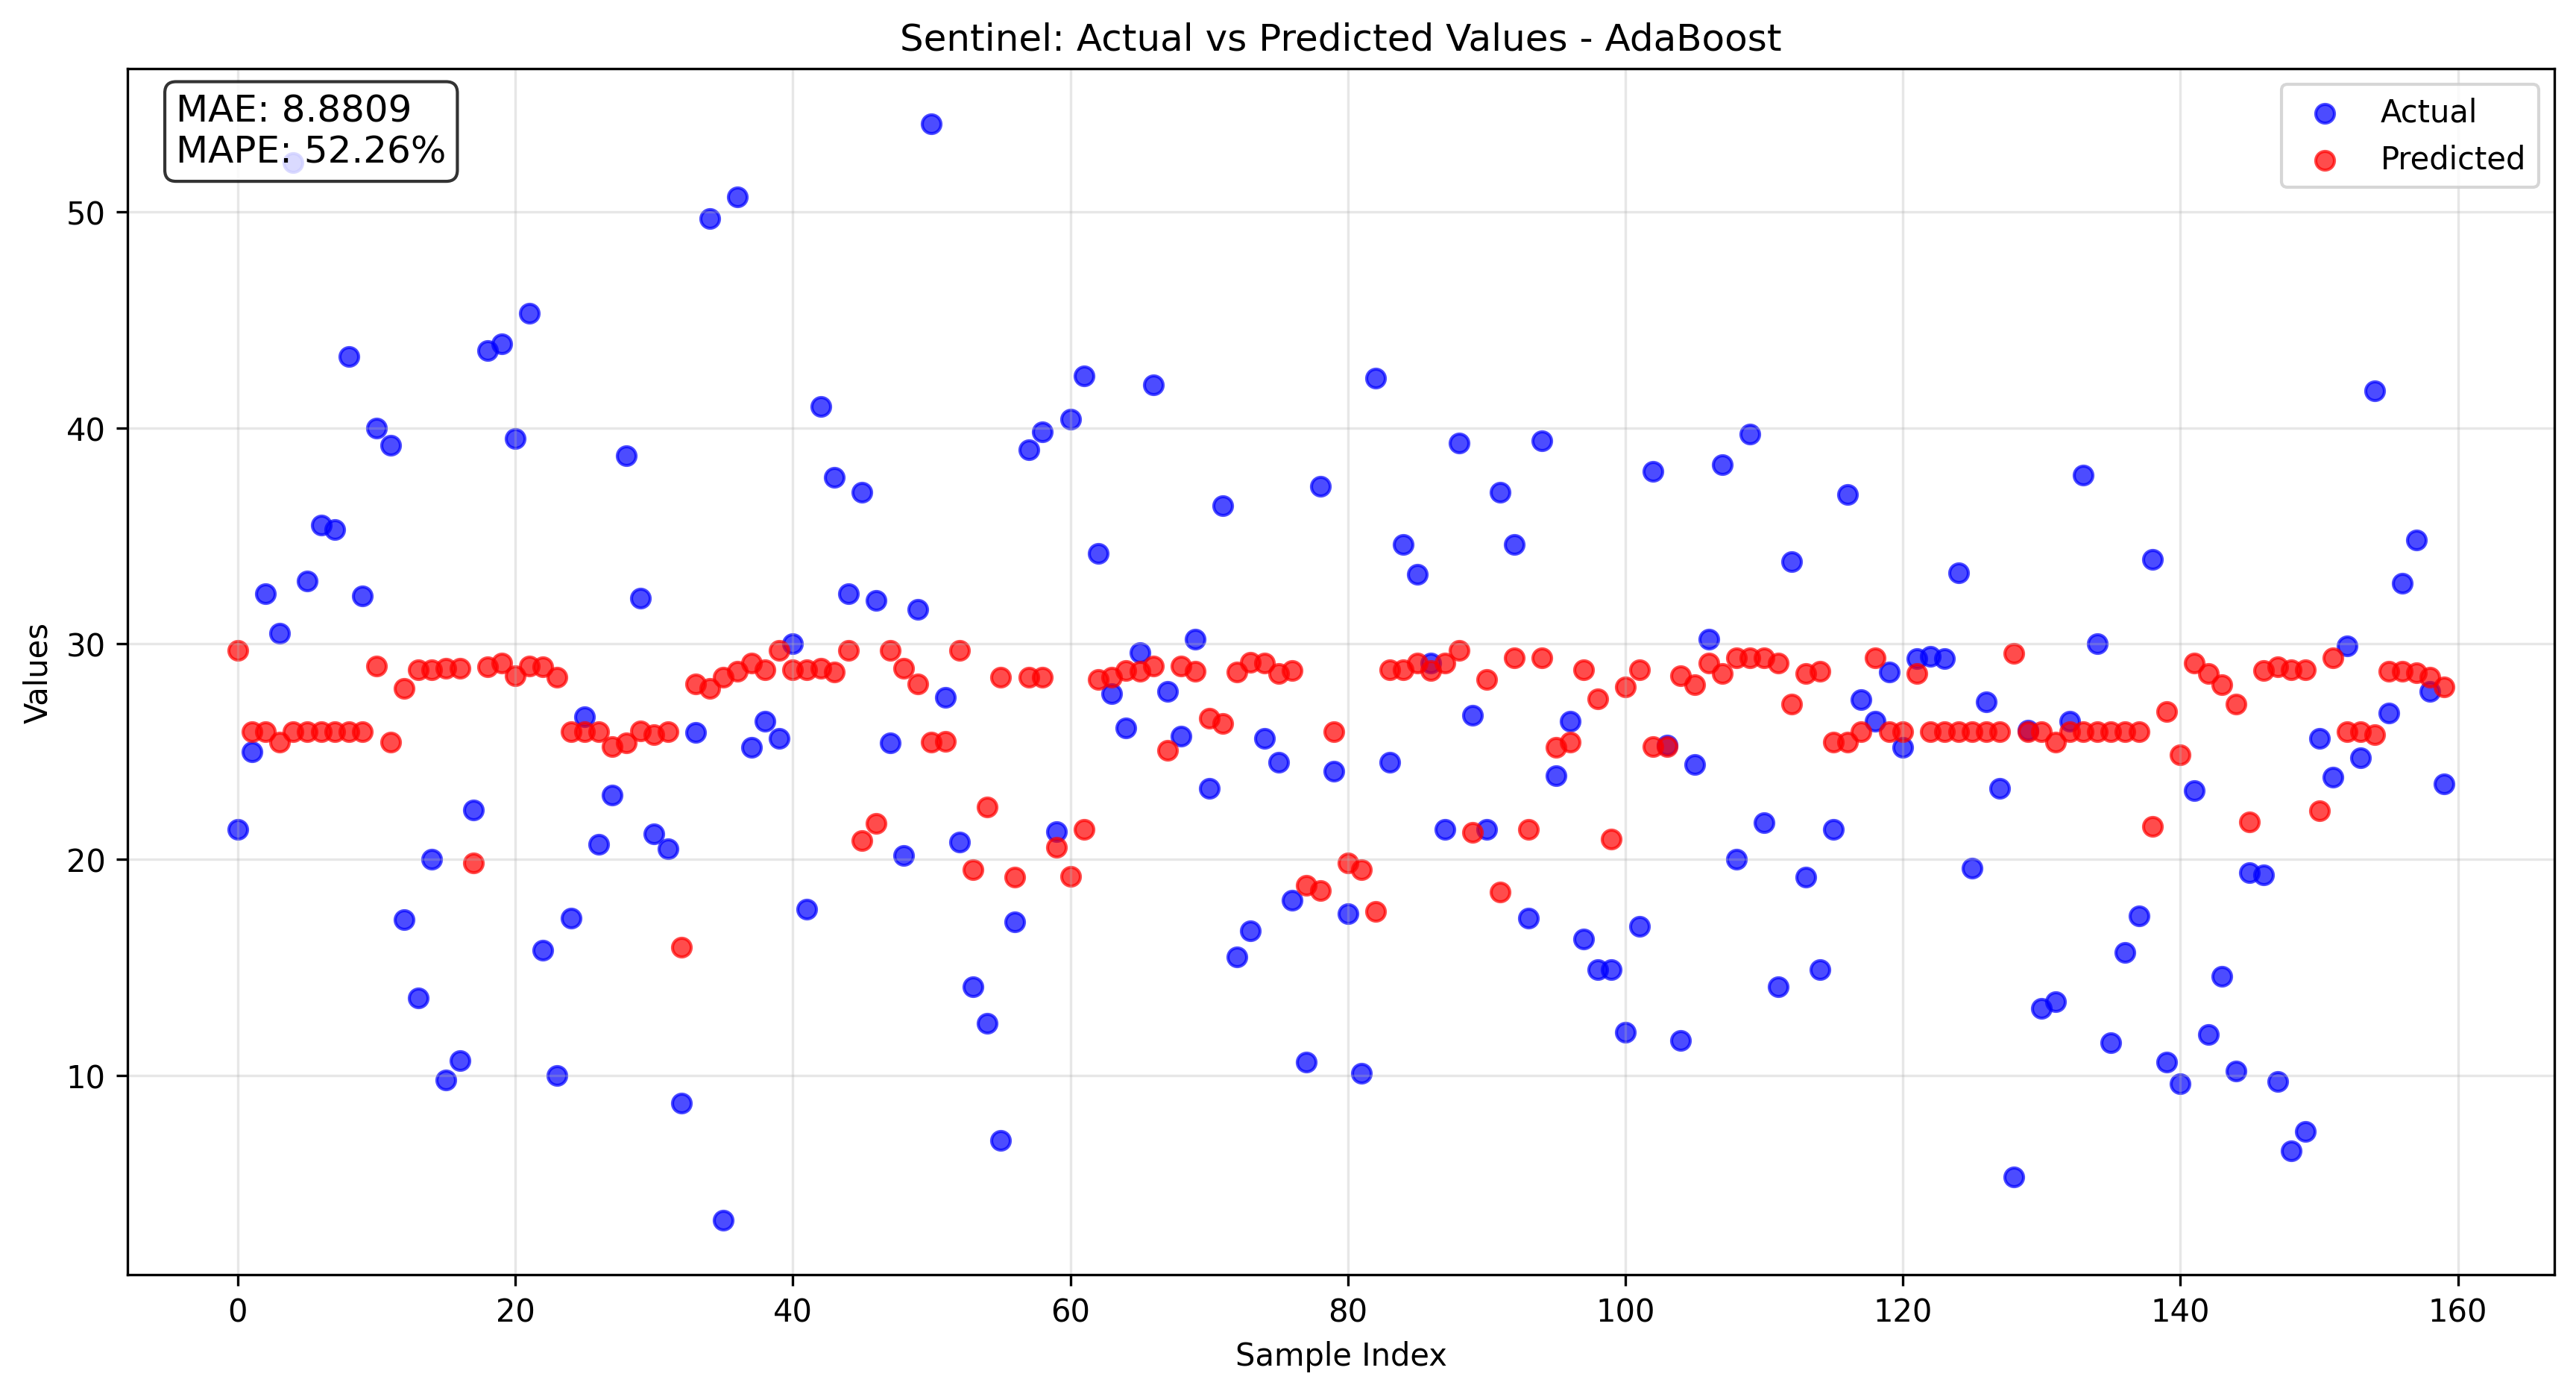 Sentinel: Actual vs Predicted Values - AdaBoost
MAE: 8.8809
MAPE: 52.26%
Actual
Predicted
Values
50
40
30
20
10
0 20 40 60 80 100 120 140 160
Sample Index